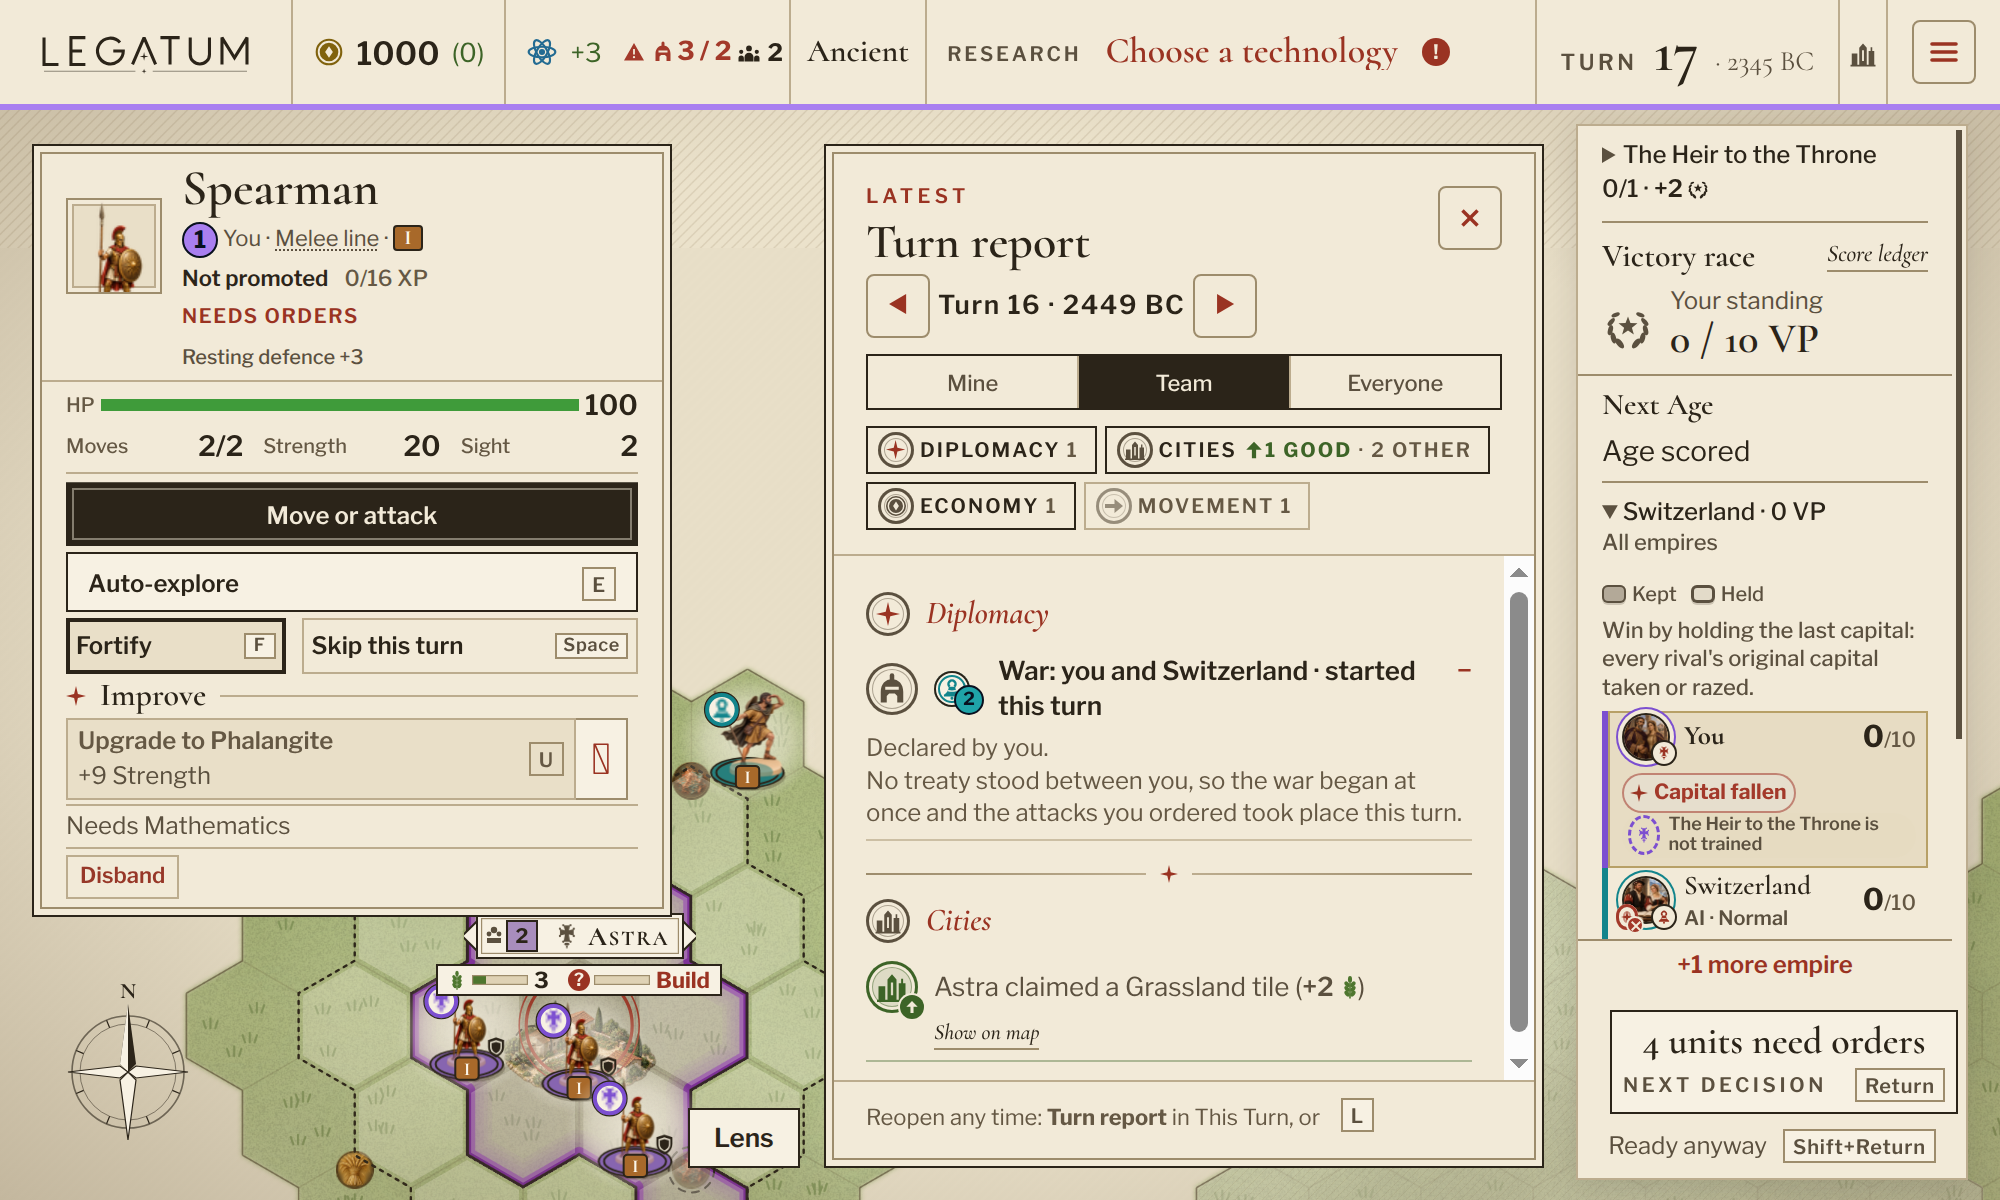 LEGATUM
1000 (0)
+3
3 / 2
2
Ancient
RESEARCH Choose a technology !
TURN 17 · 2345 BC
Spearman
1 You · Melee line · I
Not promoted 0/16 XP
NEEDS ORDERS
Resting defence +3
HP 100
Moves 2/2 Strength 20 Sight 2
Move or attack
Auto-explore E
Fortify F
Skip this turn Space
Improve
Upgrade to Phalangite
+9 Strength
U
Needs Mathematics
Disband
I
2 ASTRA
3 ? Build
I
I
I
N
Lens
LATEST
Turn report
Turn 16 · 2449 BC
Mine Team Everyone
DIPLOMACY 1
CITIES 1 GOOD · 2 OTHER
ECONOMY 1
MOVEMENT 1
Diplomacy
2
War: you and Switzerland · started
this turn
–
Declared by you.
No treaty stood between you, so the war began at
once and the attacks you ordered took place this turn.
Cities
Astra claimed a Grassland tile (+2 )
Show on map
Reopen any time: Turn report in This Turn, or L
The Heir to the Throne
0/1 · +2
Victory race Score ledger
Your standing
0 / 10 VP
Next Age
Age scored
Switzerland · 0 VP
All empires
Kept Held
Win by holding the last capital:
every rival's original capital
taken or razed.
You 0/10
Capital fallen
The Heir to the Throne is
not trained
Switzerland
AI · Normal
0/10
+1 more empire
4 units need orders
NEXT DECISION Return
Ready anyway Shift+Return